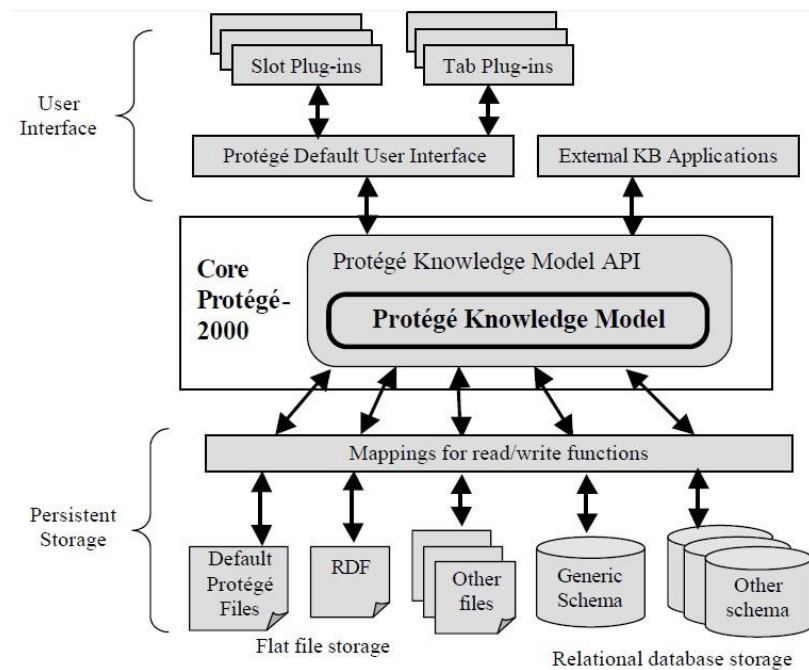 Slot Plug-ins
Tab Plug-ins
User
Interface
Protégé Default User Interface
External KB Applications
Core
Protégé-
2000
Protégé Knowledge Model API
Protégé Knowledge Model
Mappings for read/write functions
Persistent
Storage
Default
Protégé
Files
RDF
Other
files
Generic
Schema
Other
schema
Flat file storage
Relational database storage